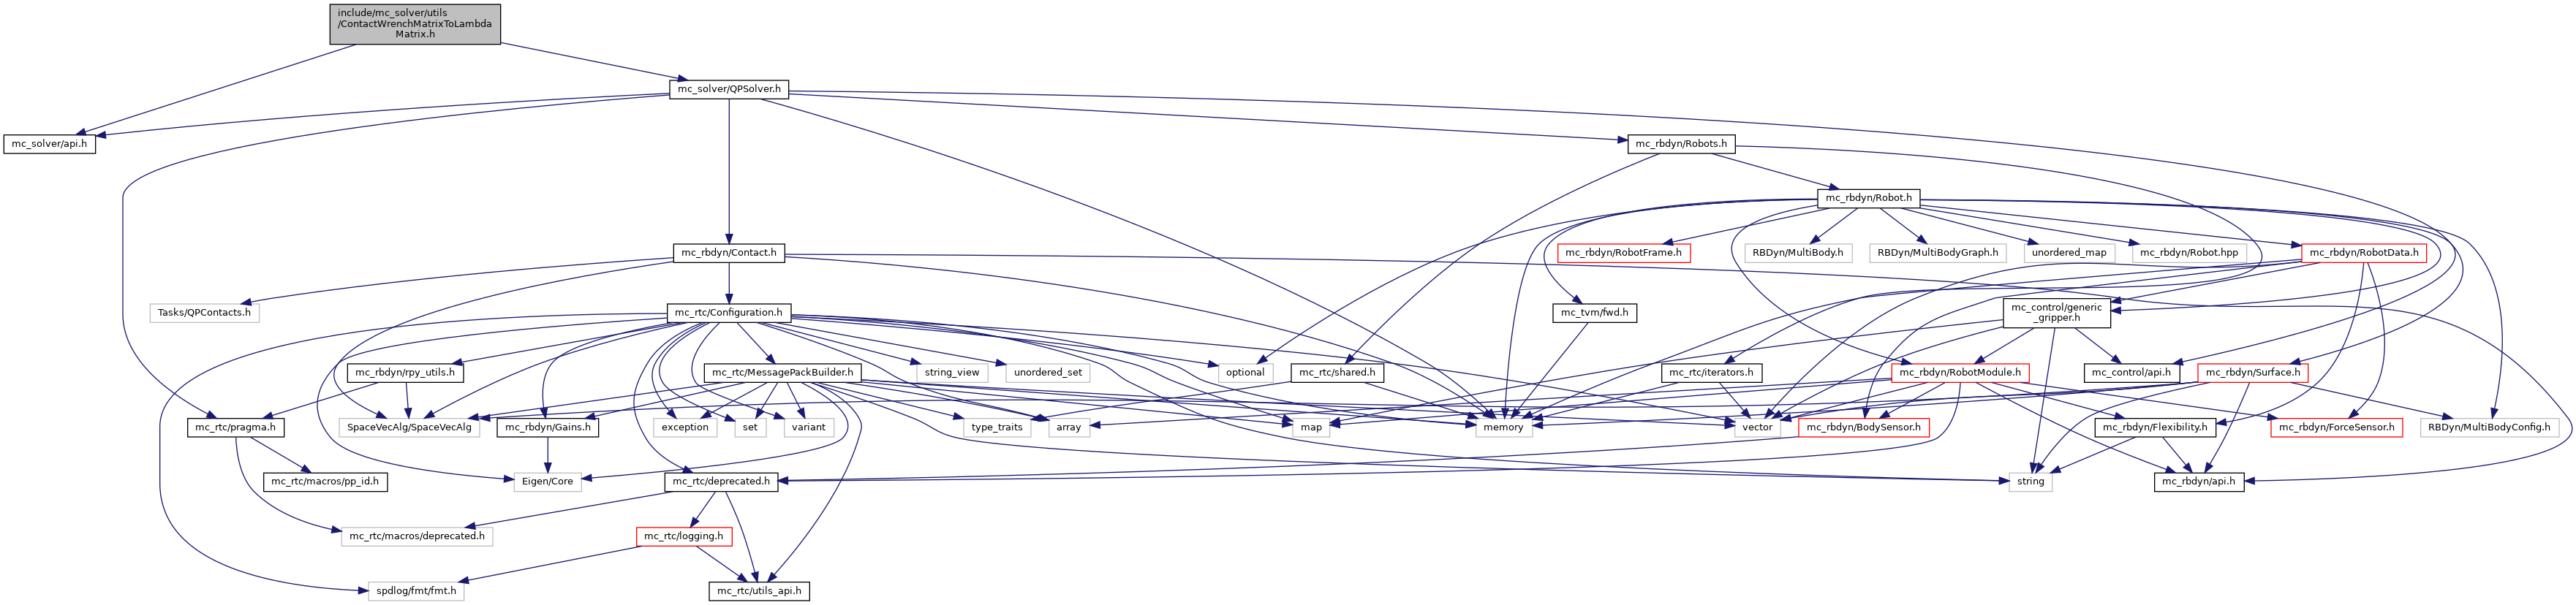 include/mc_solver/utils
/ContactWrenchMatrixToLambda
Matrix.h
mc_solver/QPSolver.h
mc_solver/api.h
mc_rbdyn/Robots.h
mc_rbdyn/Robot.h
mc_rbdyn/Contact.h
mc_rbdyn/RobotFrame.h
RBDyn/MultiBody.h
RBDyn/MultiBodyGraph.h
unordered_map
mc_rbdyn/Robot.hpp
mc_rbdyn/RobotData.h
Tasks/QPContacts.h
mc_rtc/Configuration.h
mc_tvm/fwd.h
mc_control/generic
_gripper.h
mc_rbdyn/rpy_utils.h
mc_rtc/MessagePackBuilder.h
string_view
unordered_set
optional
mc_rtc/shared.h
mc_rtc/iterators.h
mc_rbdyn/RobotModule.h
mc_control/api.h
mc_rbdyn/Surface.h
mc_rtc/pragma.h
SpaceVecAlg/SpaceVecAlg
mc_rbdyn/Gains.h
exception
set
variant
type_traits
array
map
memory
vector
mc_rbdyn/BodySensor.h
mc_rbdyn/Flexibility.h
mc_rbdyn/ForceSensor.h
RBDyn/MultiBodyConfig.h
mc_rtc/macros/pp_id.h
Eigen/Core
mc_rtc/deprecated.h
string
mc_rbdyn/api.h
mc_rtc/macros/deprecated.h
mc_rtc/logging.h
spdlog/fmt/fmt.h
mc_rtc/utils_api.h